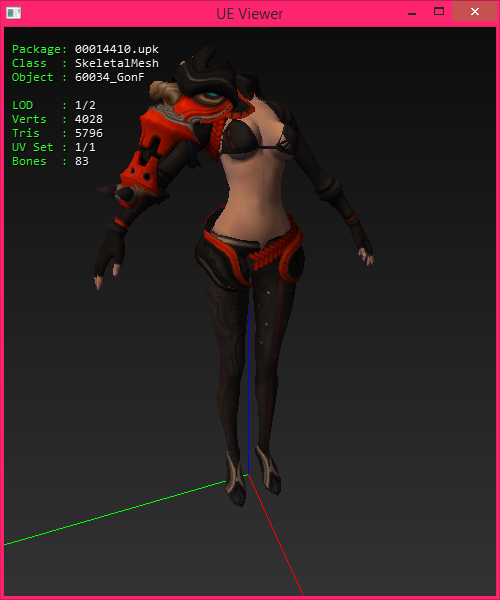 UE Viewer
Package: 00014410.upk
Class : SkeletalMesh
Object : 60034_GonF
LOD : 1/2
Verts : 4028
Tris : 5796
UV Set : 1/1
Bones : 83